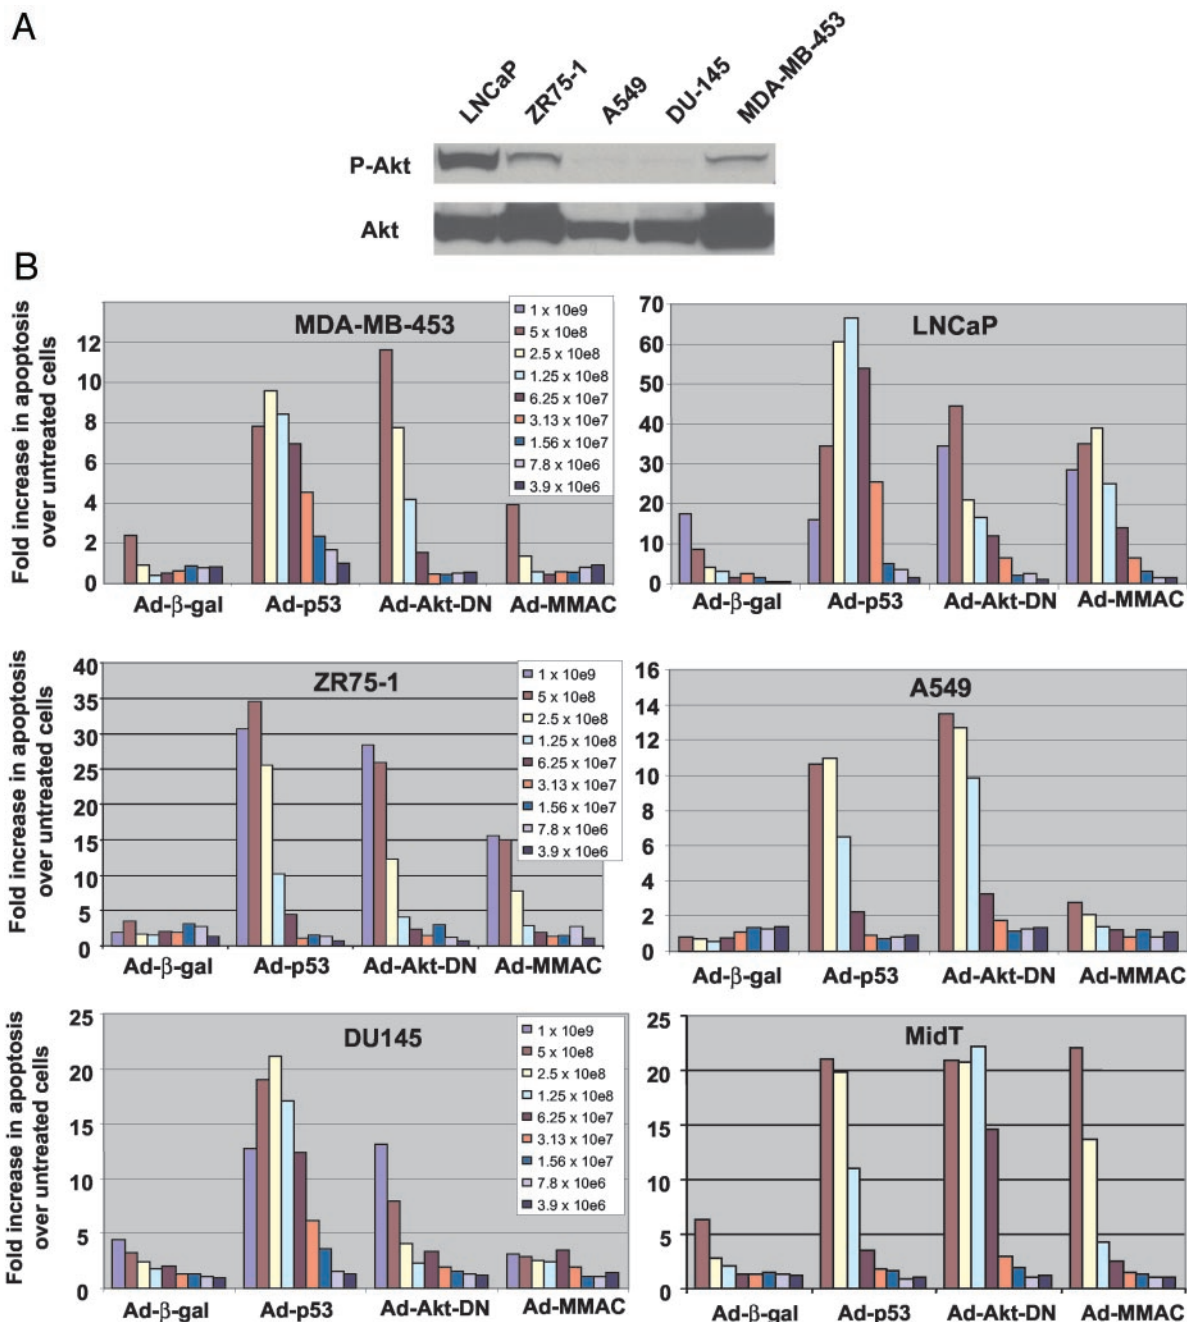 A
LNCaP
ZR75-1
A549
DU-145
MDA-MB-453
P-Akt
Akt
B
Fold increase in apoptosis
over untreated cells
MDA-MB-453
12
10
8
6
4
2
0
1 x 10e9
5 x 10e8
2.5 x 10e8
1.25 x 10e8
6.25 x 10e7
3.13 x 10e7
1.56 x 10e7
7.8 x 10e6
3.9 x 10e6
Ad-β-gal Ad-p53 Ad-Akt-DN Ad-MMAC
LNCaP
70
60
50
40
30
20
10
0
Ad-β-gal Ad-p53 Ad-Akt-DN Ad-MMAC
Fold increase in apoptosis
over untreated cells
ZR75-1
40
35
30
25
20
15
10
5
0
1 x 10e9
5 x 10e8
2.5 x 10e8
1.25 x 10e8
6.25 x 10e7
3.13 x 10e7
1.56 x 10e7
7.8 x 10e6
3.9 x 10e6
Ad-β-gal Ad-p53 Ad-Akt-DN Ad-MMAC
A549
16
14
12
10
8
6
4
2
0
Ad-β-gal Ad-p53 Ad-Akt-DN Ad-MMAC
Fold increase in apoptosis
over untreated cells
DU145
25
20
15
10
5
0
1 x 10e9
5 x 10e8
2.5 x 10e8
1.25 x 10e8
6.25 x 10e7
3.13 x 10e7
1.56 x 10e7
7.8 x 10e6
3.9 x 10e6
Ad-β-gal Ad-p53 Ad-Akt-DN Ad-MMAC
MidT
25
20
15
10
5
0
Ad-β-gal Ad-p53 Ad-Akt-DN Ad-MMAC